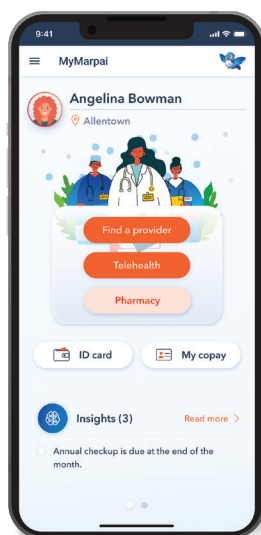 9:41
MyMarpai
Angelina Bowman
Allentown
Find a provider
Telehealth
Pharmacy
ID card
My copay
Insights (3)
Read more >
Annual checkup is due at the end of the
month.